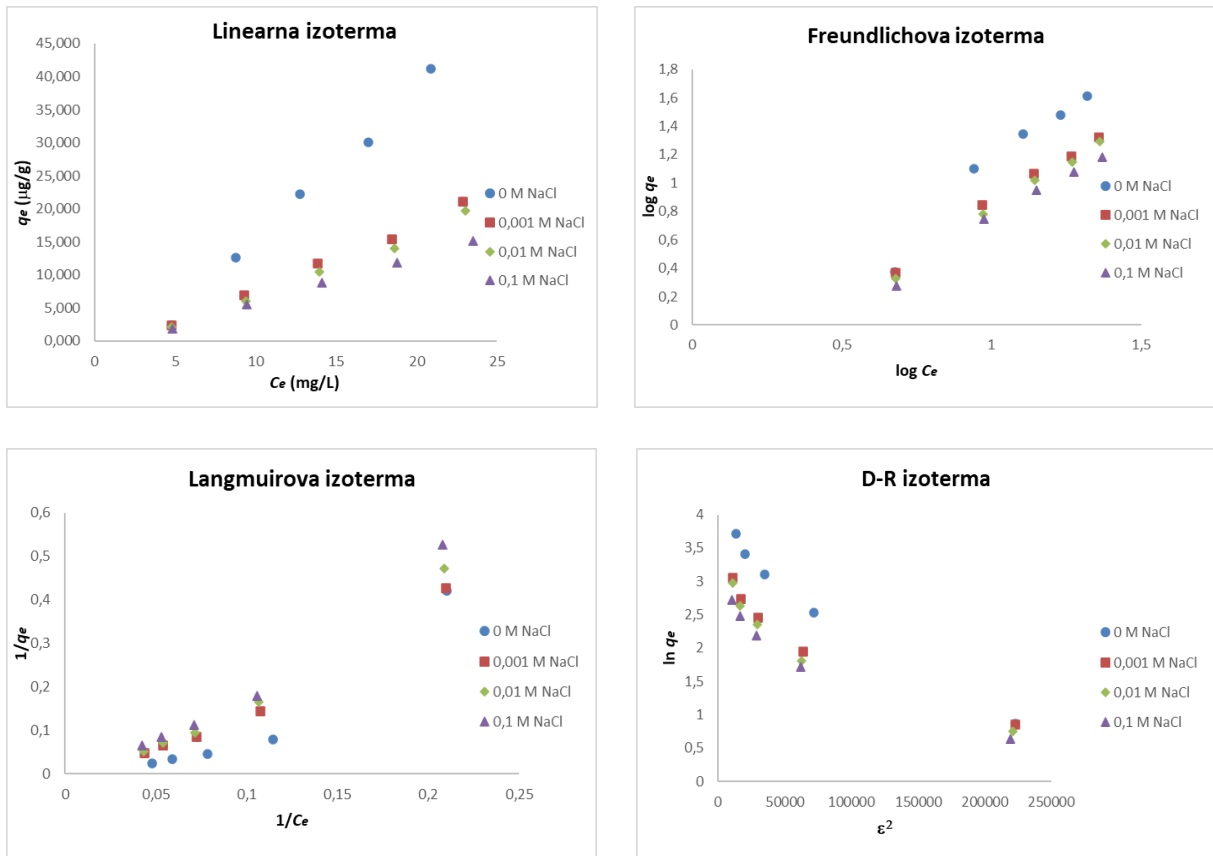 Linearna izoterma
45,000
40,000
35,000
30,000
25,000
20,000
15,000
10,000
5,000
0,000
qe (µg/g)
0 5 10 15 20 25
Ce (mg/L)
0 M NaCl
0,001 M NaCl
0,01 M NaCl
0,1 M NaCl
Freundlichova izoterma
1,8
1,6
1,4
1,2
1
0,8
0,6
0,4
0,2
0
log qe
0 0,5 1 1,5
log Ce
0 M NaCl
0,001 M NaCl
0,01 M NaCl
0,1 M NaCl
Langmuirova izoterma
0,6
0,5
0,4
0,3
0,2
0,1
0
1/qe
0 0,05 0,1 0,15 0,2 0,25
1/Ce
0 M NaCl
0,001 M NaCl
0,01 M NaCl
0,1 M NaCl
D-R izoterma
4
3,5
3
2,5
2
1,5
1
0,5
0
ln qe
0 50000 100000 150000 200000 250000
ε²
0 M NaCl
0,001 M NaCl
0,01 M NaCl
0,1 M NaCl